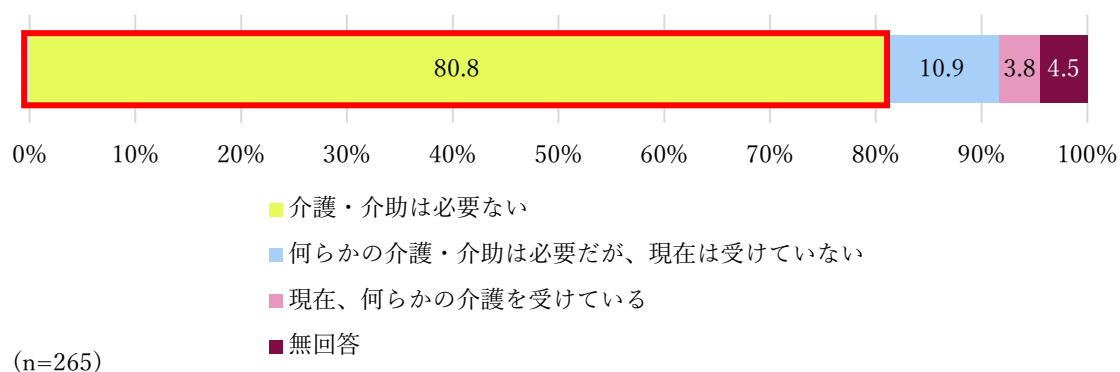 80.8 10.9 3.8 4.5
0% 10% 20% 30% 40% 50% 60% 70% 80% 90% 100%
介護・介助は必要ない
何らかの介護・介助は必要だが、現在は受けていない
現在、何らかの介護を受けている
無回答
(n=265)